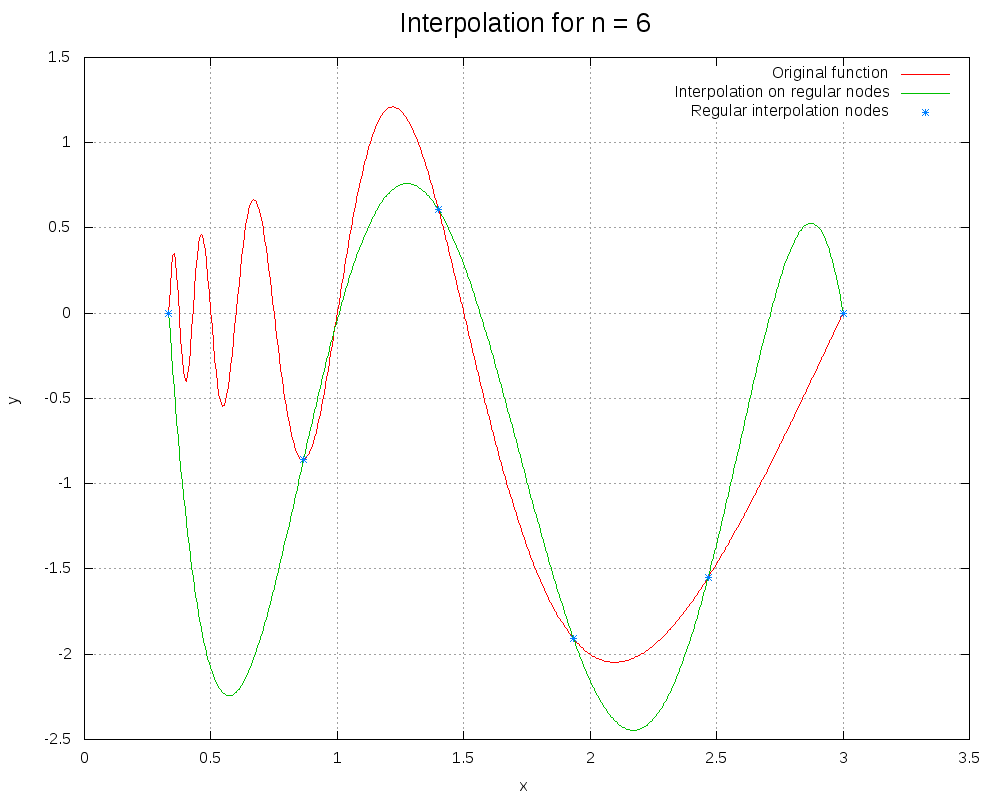 Interpolation for n = 6
Original function
Interpolation on regular nodes
Regular interpolation nodes
1.5
1
0.5
0
-0.5
-1
-1.5
-2
-2.5
y
0 0.5 1 1.5 2 2.5 3 3.5
x